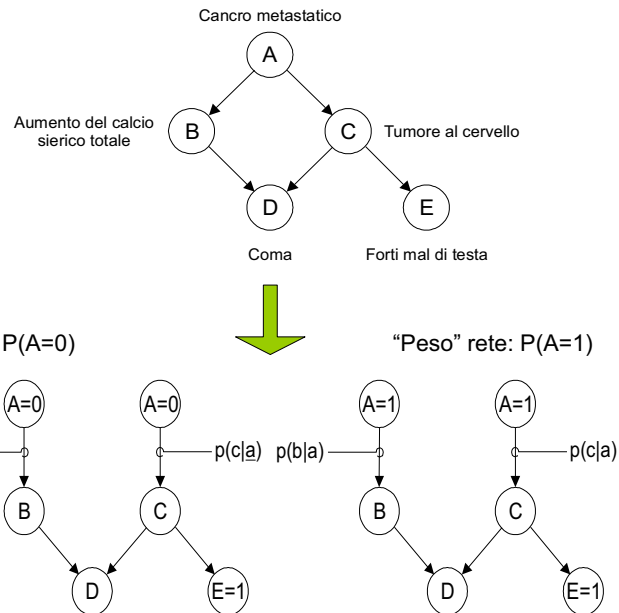 Cancro metastatico
A
Aumento del calcio
sierico totale
B
C
Tumore al cervello
D
E
Coma
Forti mal di testa
P(A=0)
“Peso” rete: P(A=1)
A=0
A=0
A=1
A=1
p(c|a)
p(b|a)
p(c|a)
B
C
B
C
D
E=1
D
E=1